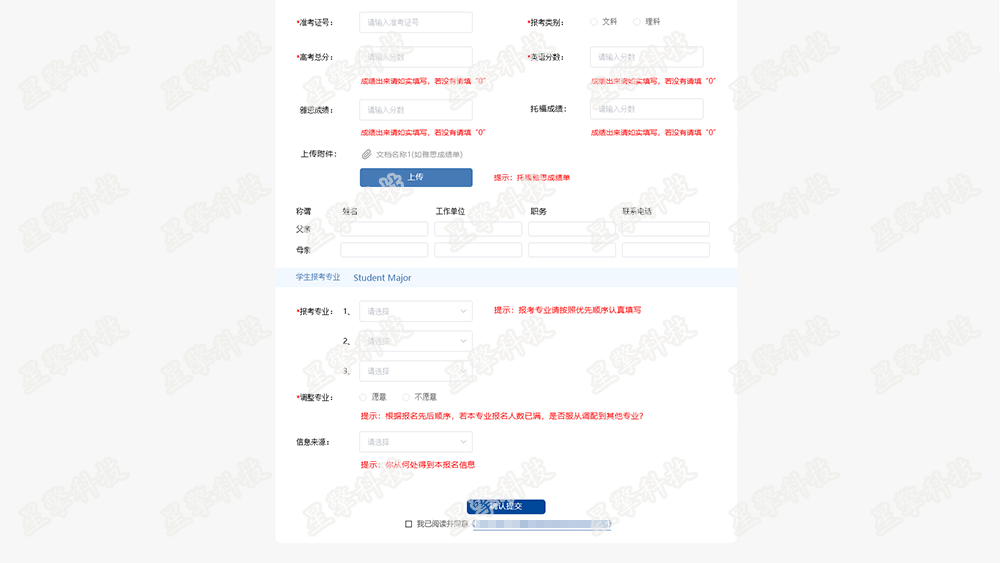 *准考证号： 请输入准考证号 *报考类别： 文科 理科
*高考总分： 请输入分数 *英语分数： 请输入分数
成绩出来请如实填写，若没有请填“0” 成绩出来请如实填写，若没有请填“0”
雅思成绩： 请输入分数 托福成绩： 请输入分数
成绩出来请如实填写，若没有请填“0” 成绩出来请如实填写，若没有请填“0”
上传附件： 文档名称1(如雅思成绩单)
上传 提示：托福雅思成绩单
称谓 姓名 工作单位 职务 联系电话
父亲
母亲
学生报考专业 Student Major
*报考专业： 1、 请选择 提示：报考专业请按照优先顺序认真填写
2、 请选择
3、 请选择
*调整专业： 愿意 不愿意
提示：根据报名先后顺序，若本专业报名人数已满，是否服从调配到其他专业？
信息来源： 请选择
提示：你从何处得到本报名信息
确认提交
我已阅读并同意《 》
星擎科技